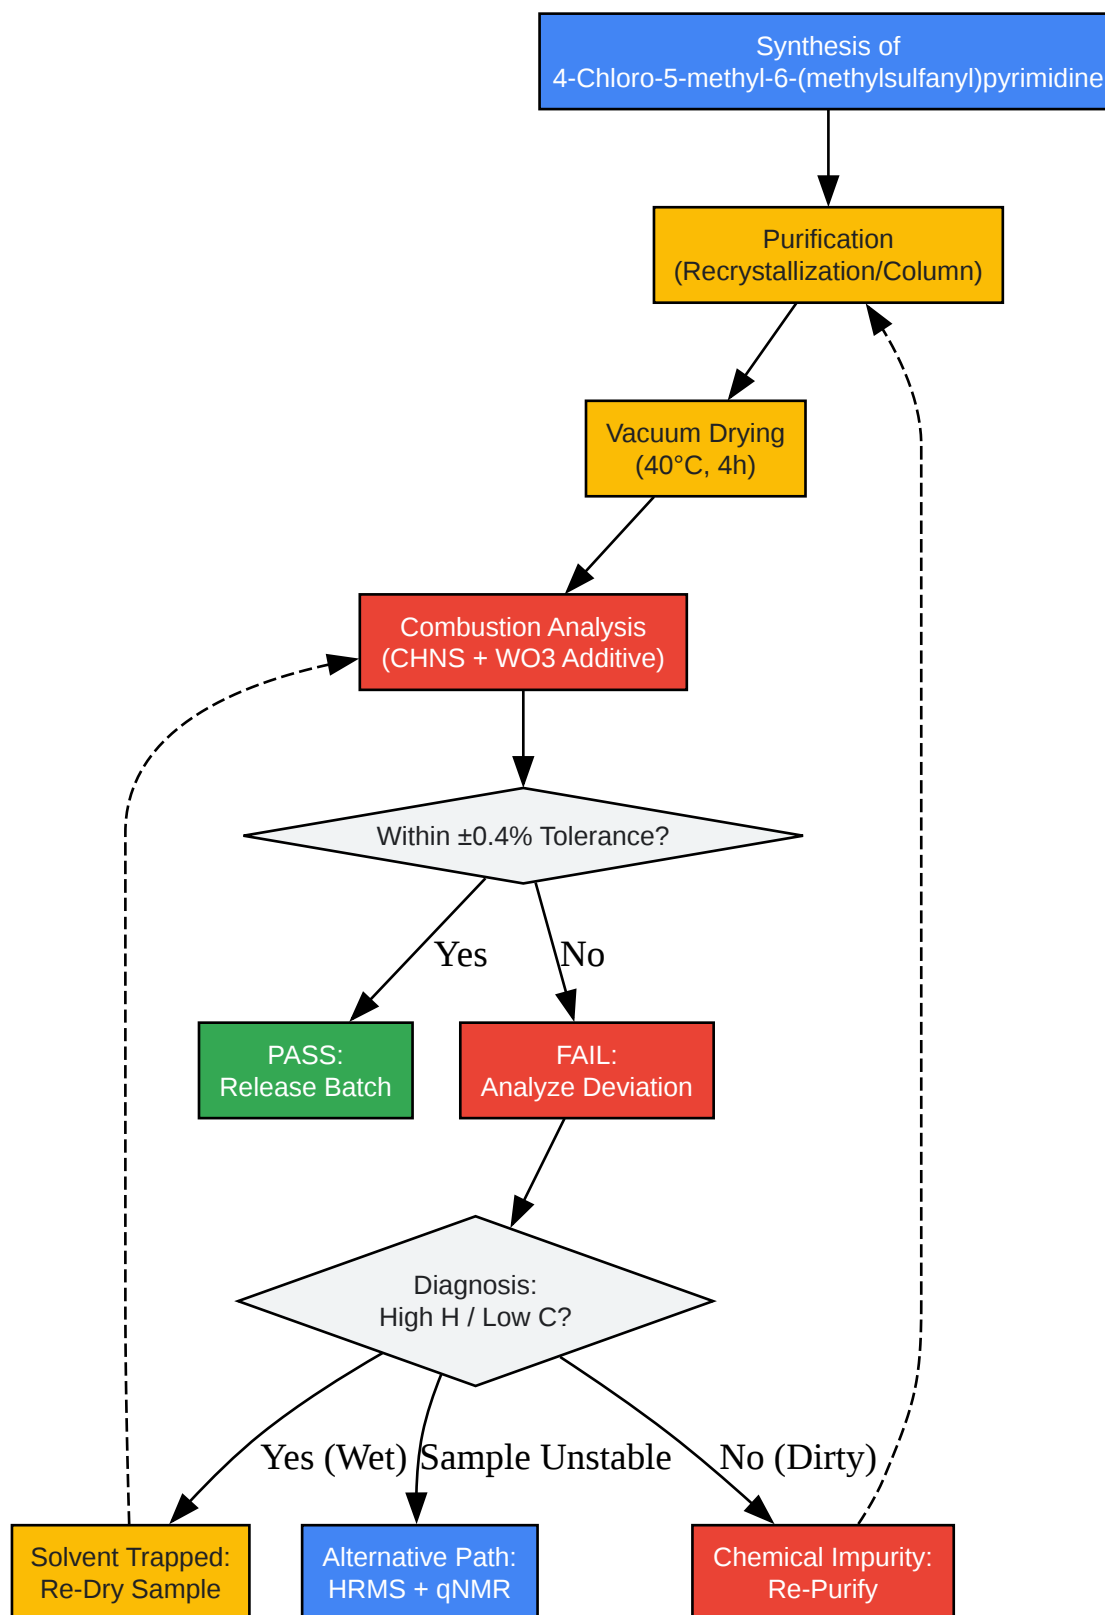 Synthesis of
4-Chloro-5-methyl-6-(methylsulfanyl)pyrimidine
Purification
(Recrystallization/Column)
Vacuum Drying
(40°C, 4h)
Combustion Analysis
(CHNS + WO3 Additive)
Within ±0.4% Tolerance?
Yes
No
PASS:
Release Batch
FAIL:
Analyze Deviation
Diagnosis:
High H / Low C?
Yes (Wet)
Sample Unstable
No (Dirty)
Solvent Trapped:
Re-Dry Sample
Alternative Path:
HRMS + qNMR
Chemical Impurity:
Re-Purify